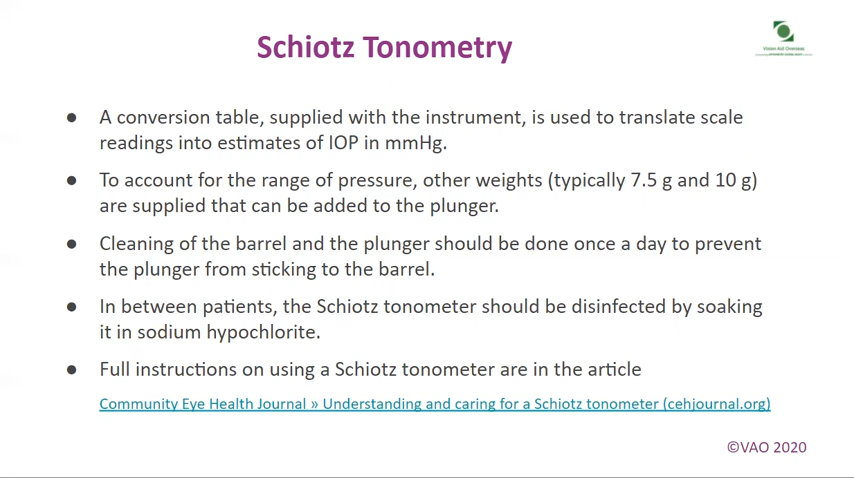 Schiotz Tonometry
Vision Aid Overseas
● A conversion table, supplied with the instrument, is used to translate scale
readings into estimates of IOP in mmHg.
● To account for the range of pressure, other weights (typically 7.5 g and 10 g)
are supplied that can be added to the plunger.
● Cleaning of the barrel and the plunger should be done once a day to prevent
the plunger from sticking to the barrel.
● In between patients, the Schiotz tonometer should be disinfected by soaking
it in sodium hypochlorite.
● Full instructions on using a Schiotz tonometer are in the article
Community Eye Health Journal » Understanding and caring for a Schiotz tonometer (cehjournal.org)
©VAO 2020